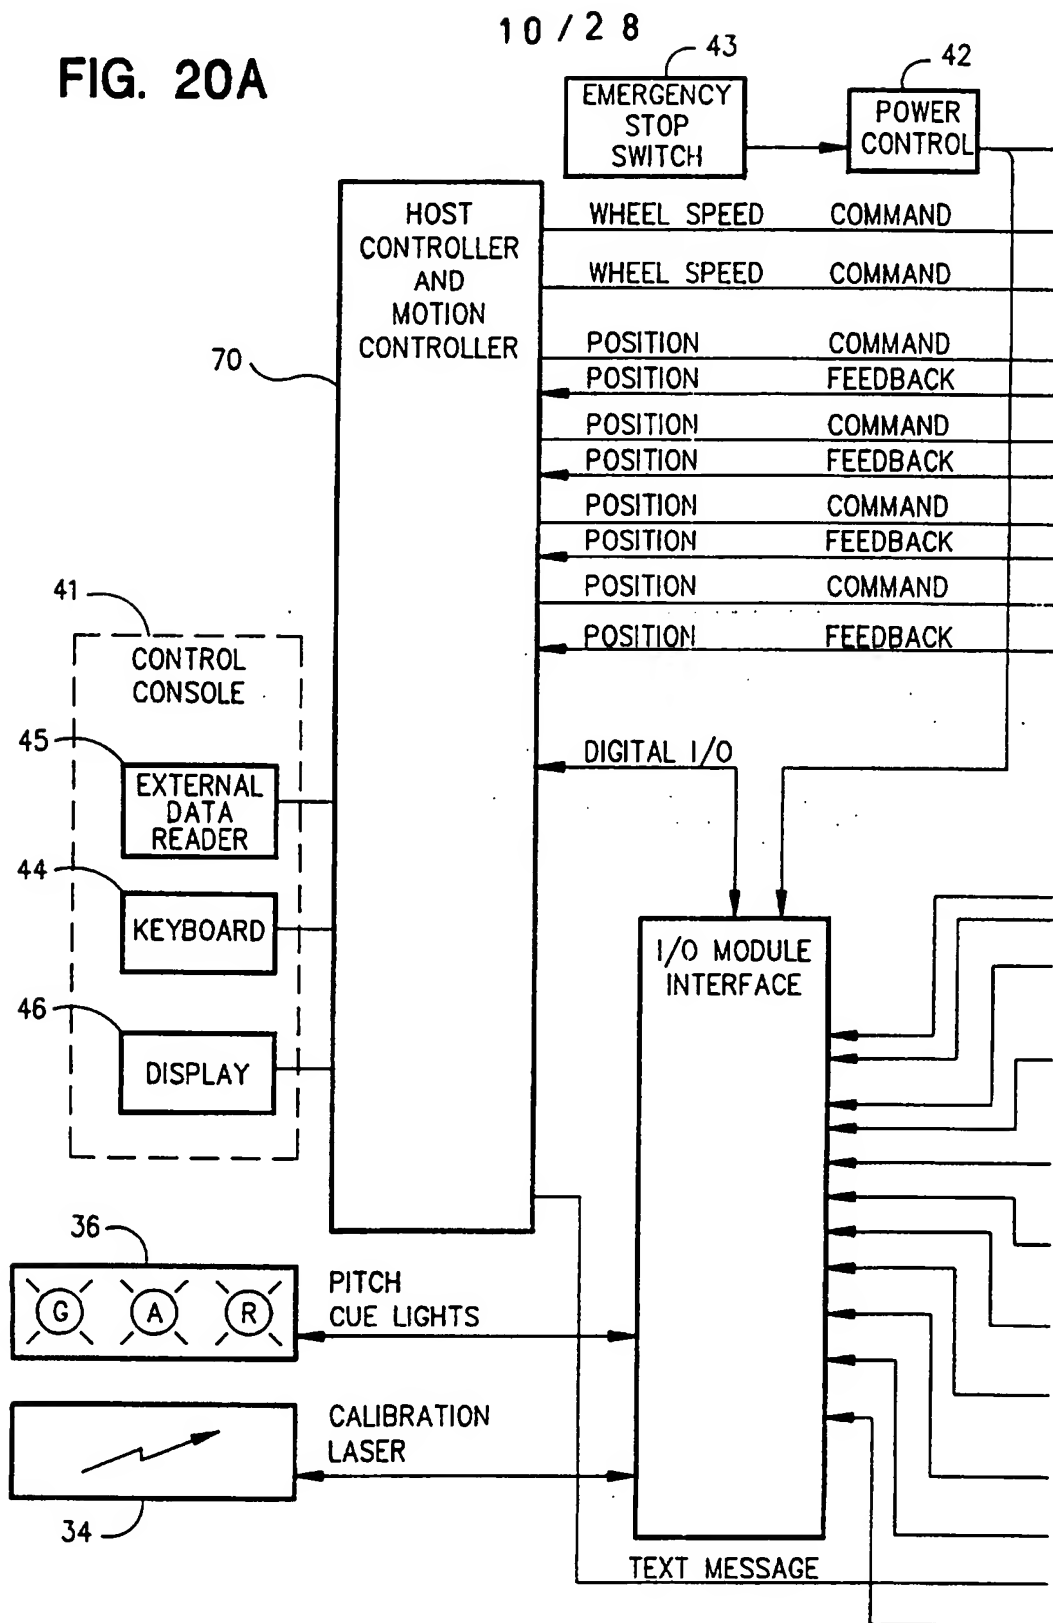 10/28
FIG. 20A
43
42
EMERGENCY
STOP
SWITCH
POWER
CONTROL
HOST
CONTROLLER
AND
MOTION
CONTROLLER
70
WHEEL SPEED COMMAND
WHEEL SPEED COMMAND
POSITION COMMAND
POSITION FEEDBACK
POSITION COMMAND
POSITION FEEDBACK
POSITION COMMAND
POSITION FEEDBACK
POSITION COMMAND
POSITION FEEDBACK
41
CONTROL
CONSOLE
45
EXTERNAL
DATA
READER
44
KEYBOARD
46
DISPLAY
DIGITAL I/O
I/O MODULE
INTERFACE
36
G A R
PITCH
CUE LIGHTS
CALIBRATION
LASER
34
TEXT MESSAGE